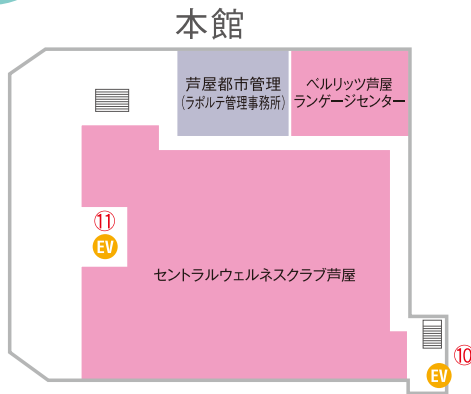 本館
芦屋都市管理
(ラポルテ管理事務所)
ベルリッツ芦屋
ランゲージセンター
⑪
EV
セントラルウェルネスクラブ芦屋
⑩
EV